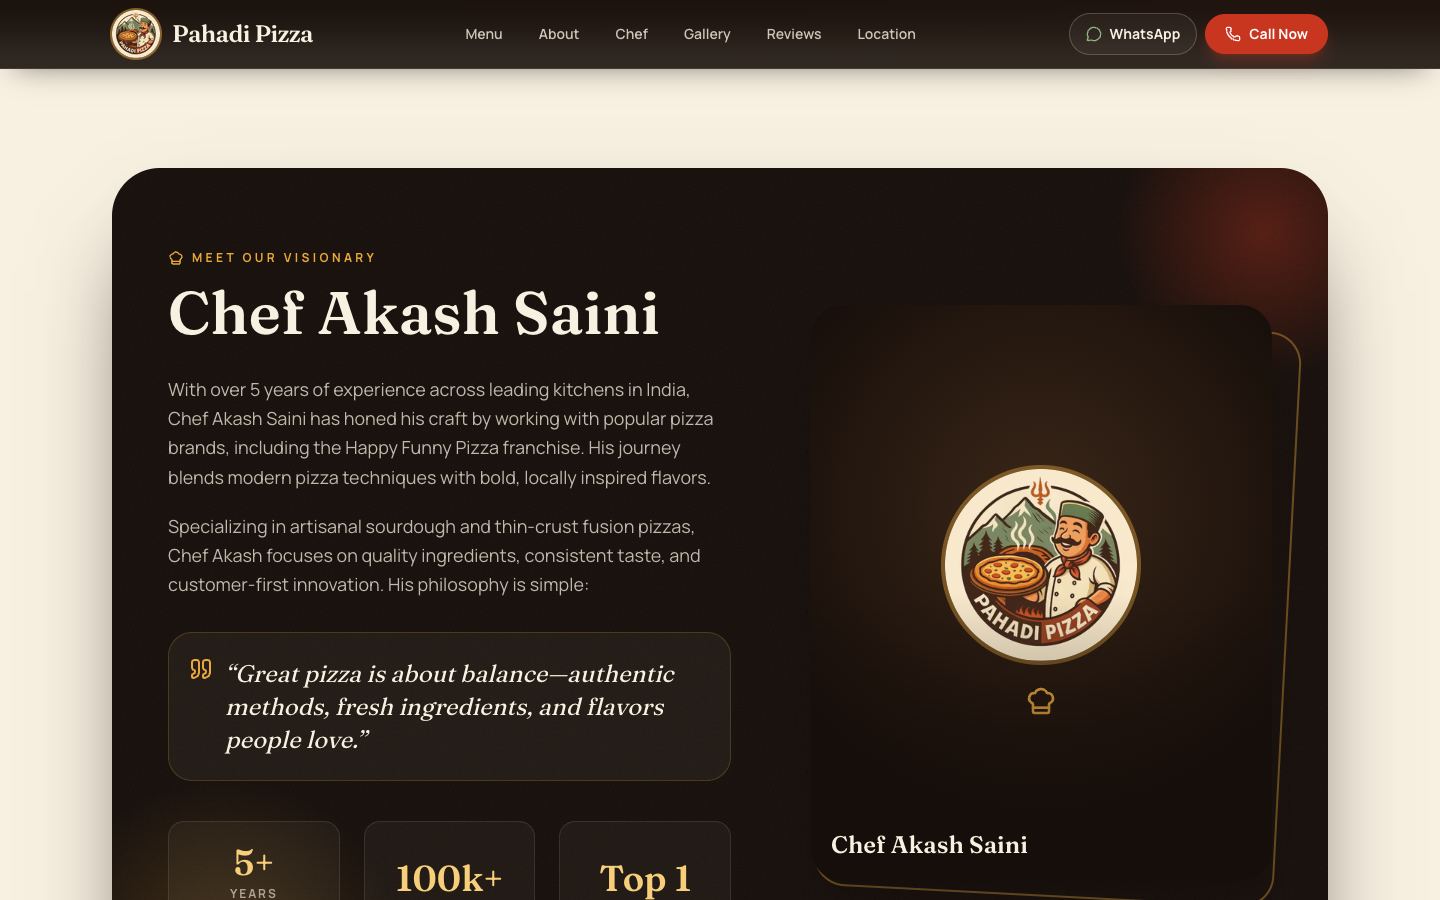 Pahadi Pizza
Menu
About
Chef
Gallery
Reviews
Location
WhatsApp
Call Now
MEET OUR VISIONARY
Chef Akash Saini
With over 5 years of experience across leading kitchens in India,
Chef Akash Saini has honed his craft by working with popular pizza
brands, including the Happy Funny Pizza franchise. His journey
blends modern pizza techniques with bold, locally inspired flavors.
Specializing in artisanal sourdough and thin-crust fusion pizzas,
Chef Akash focuses on quality ingredients, consistent taste, and
customer-first innovation. His philosophy is simple:
“Great pizza is about balance—authentic
methods, fresh ingredients, and flavors
people love.”
5+
YEARS
100k+
Top 1
PAHADI PIZZA
Chef Akash Saini